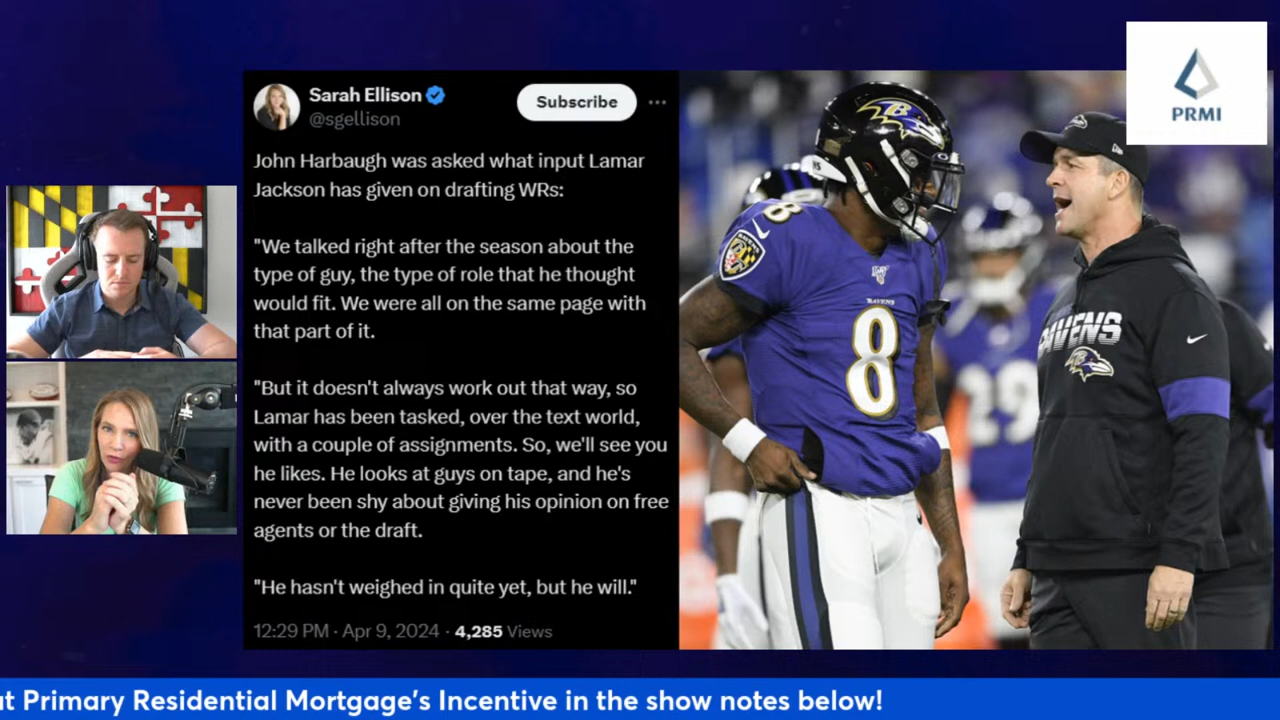 Sarah Ellison
@sgellison
Subscribe
John Harbaugh was asked what input Lamar
Jackson has given on drafting WRs:
"We talked right after the season about the
type of guy, the type of role that he thought
would fit. We were all on the same page with
that part of it.
"But it doesn't always work out that way, so
Lamar has been tasked, over the text world,
with a couple of assignments. So, we'll see you
he likes. He looks at guys on tape, and he's
never been shy about giving his opinion on free
agents or the draft.
"He hasn't weighed in quite yet, but he will."
12:29 PM · Apr 9, 2024 · 4,285 Views
PRMI
B
8
RAVENS
8
29
RAVENS
at Primary Residential Mortgage's Incentive in the show notes below!